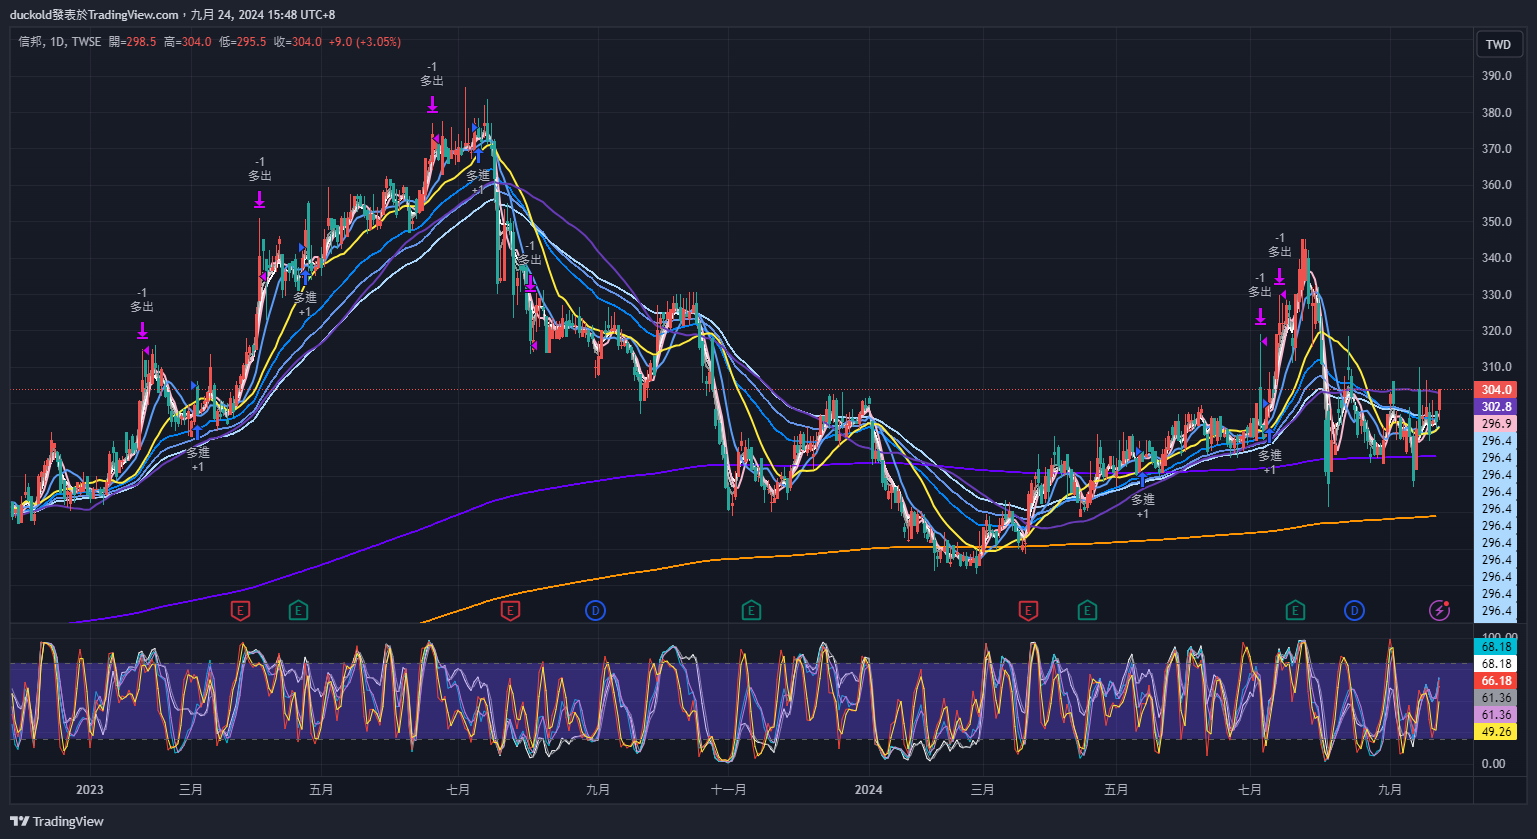 duckold發表於TradingView.com，九月 24, 2024 15:48 UTC+8
信邦, 1D, TWSE 開=298.5 高=304.0 低=295.5 收=304.0 +9.0 (+3.05%)
TWD
-1
多出
390.0
380.0
370.0
-1
多出
多進
+1
360.0
350.0
-1
多出
-1
多出
340.0
-1
多出
330.0
-1
多出
多進
+1
320.0
310.0
304.0
302.8
296.9
296.4
296.4
296.4
296.4
296.4
296.4
296.4
296.4
296.4
296.4
296.4
多進
+1
多進
+1
多進
+1
E
E
E
D
E
E
E
E
D
100.00
68.18
68.18
66.18
61.36
61.36
49.26
0.00
2023 三月 五月 七月 九月 十一月 2024 三月 五月 七月 九月
TradingView